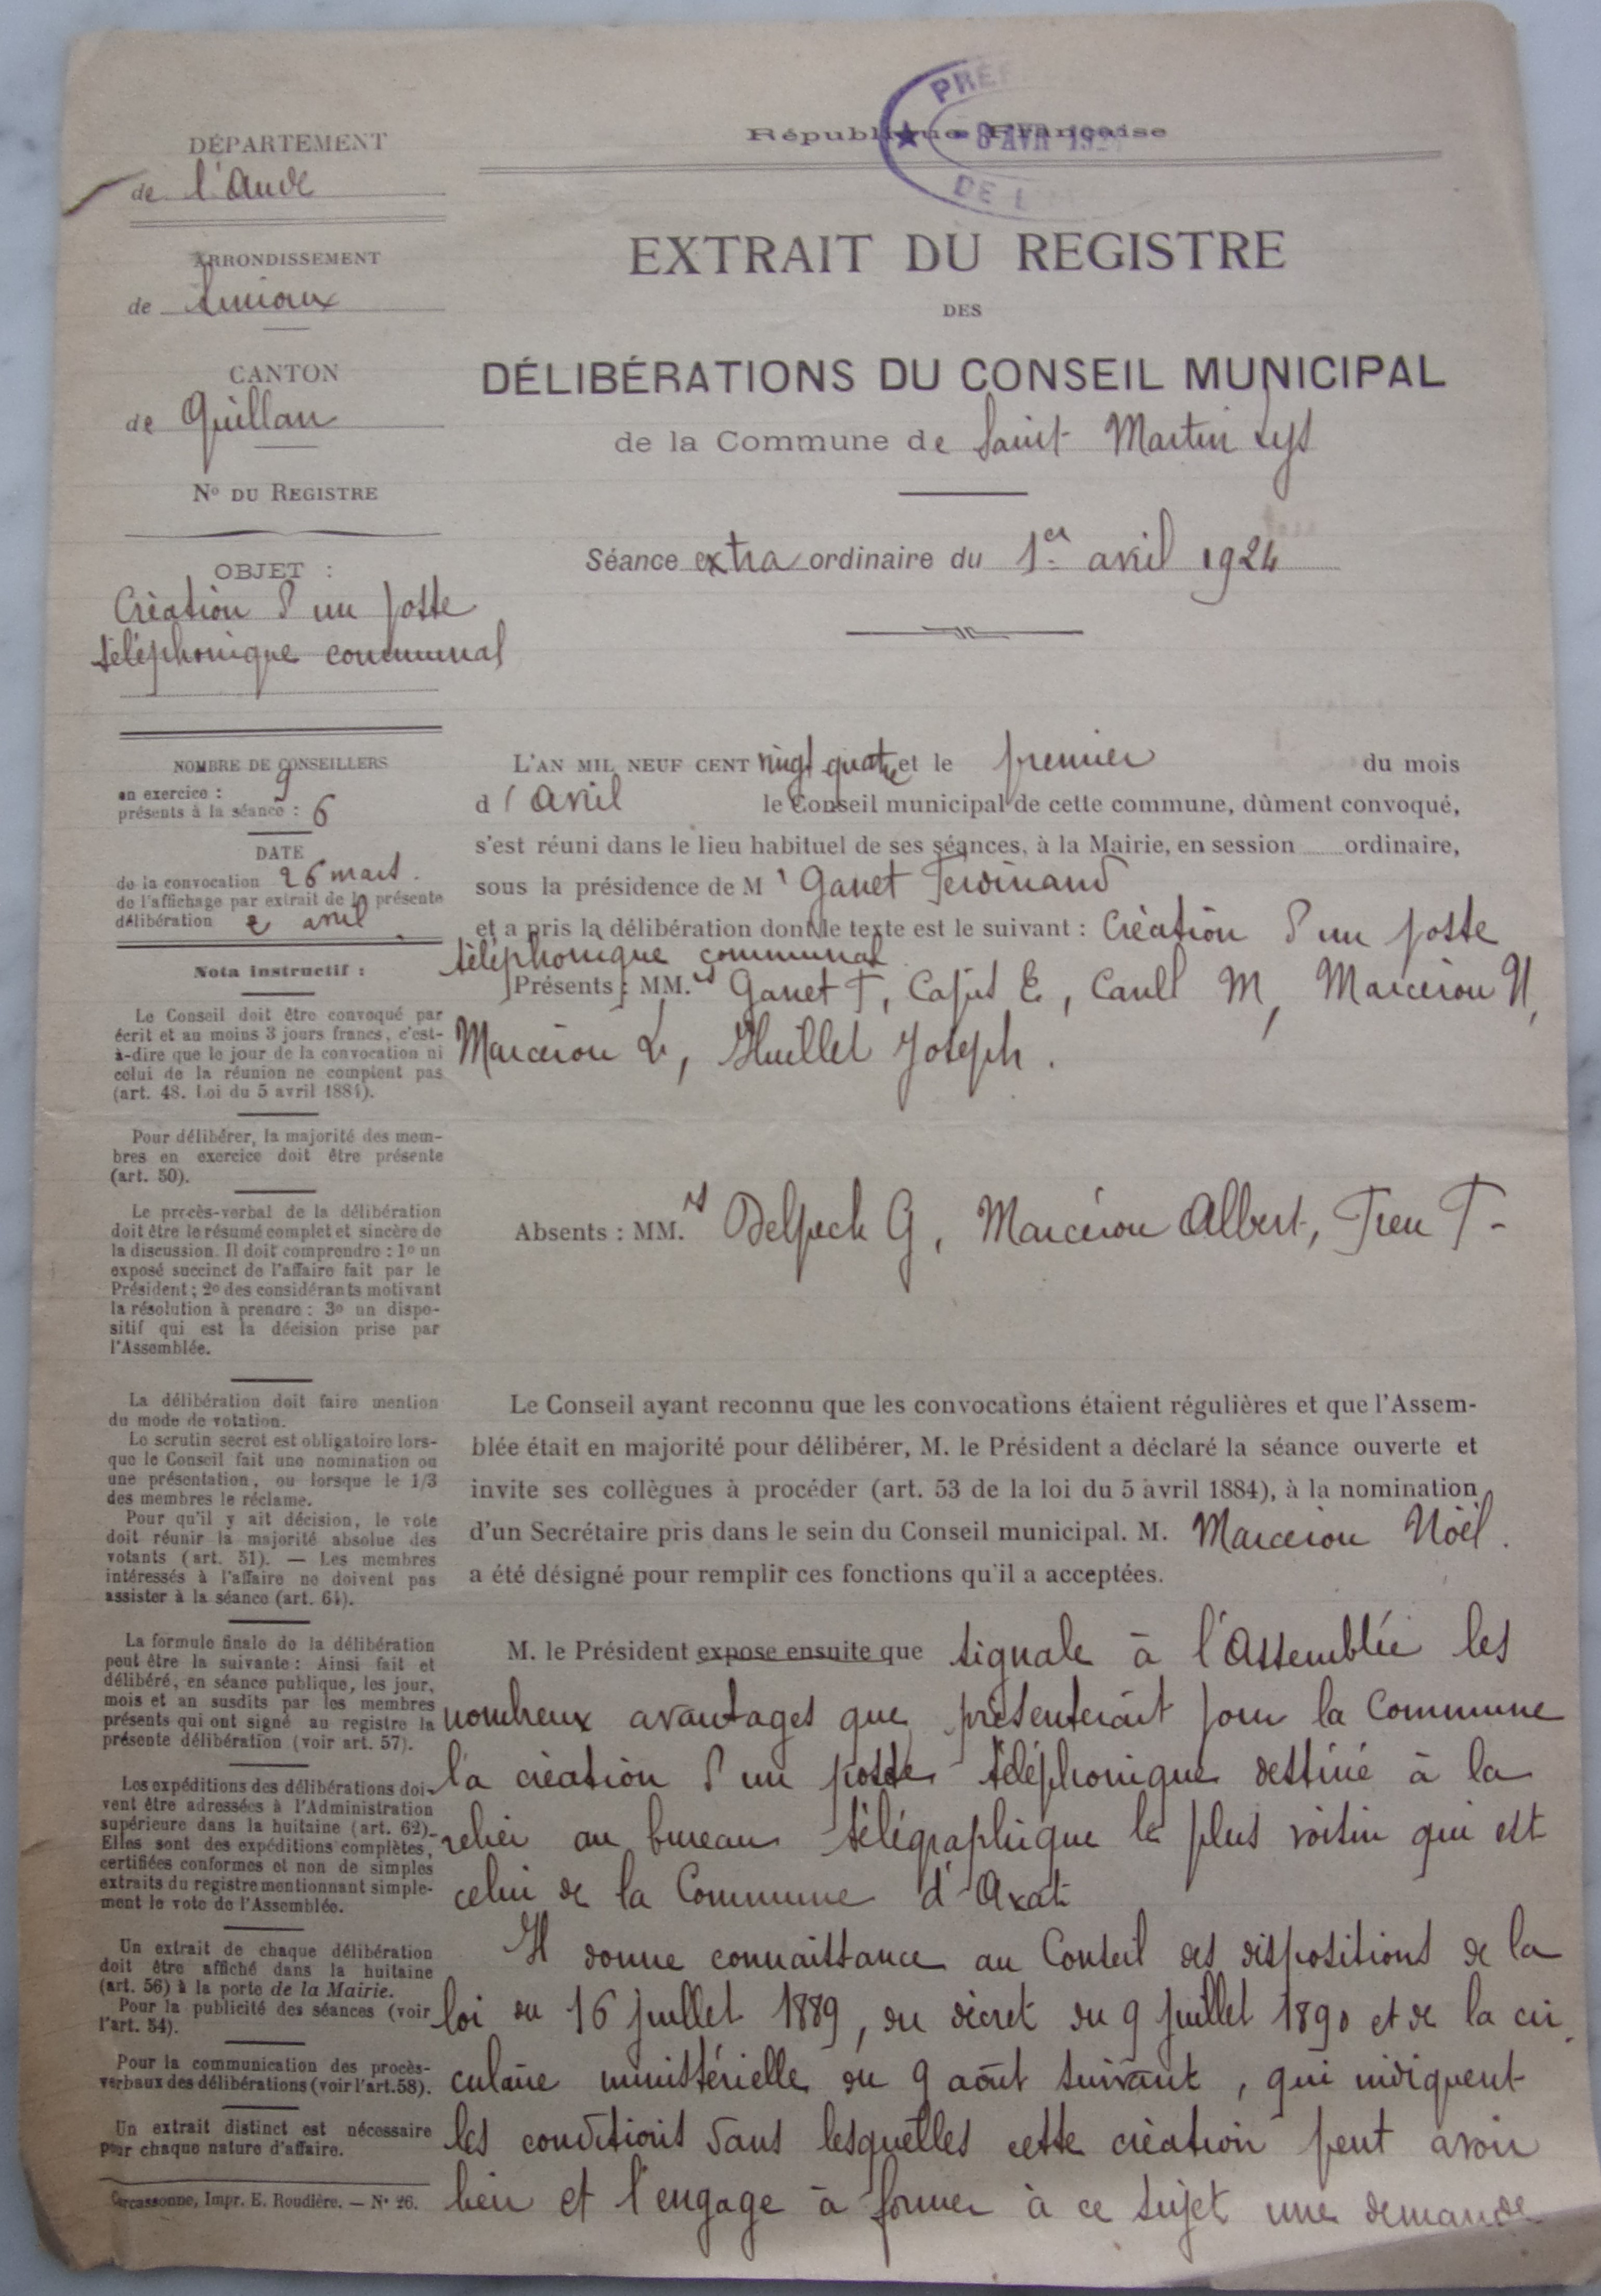 DÉPARTEMENT
de l'Aude
ARRONDISSEMENT
de Limoux
CANTON
de Quillan
N° DU REGISTRE
OBJET :
Création d'un poste
téléphonique communal
NOMBRE DE CONSEILLERS
en exercice : 9
présents à la séance : 6
DATE
de la convocation 26 mars.
de l'affichage par extrait de la présente
délibération 2 avril
Nota instructif :
Le Conseil doit être convoqué par
écrit et au moins 3 jours francs, c'est-
à-dire que le jour de la convocation ni
celui de la réunion ne comptent pas
(art. 48. Loi du 5 avril 1884).
Pour délibérer, la majorité des mem-
bres en exercice doit être présente
(art. 50).
Le procès-verbal de la délibération
doit être le résumé complet et sincère de
la discussion. Il doit comprendre : 1° un
exposé succinct de l'affaire fait par le
Président ; 2° des considérants motivant
la résolution à prendre : 3° un dispo-
sitif qui est la décision prise par
l'Assemblée.
La délibération doit faire mention
du mode de votation.
Le scrutin secret est obligatoire lors-
que le Conseil fait une nomination ou
une présentation, ou lorsque le 1/3
des membres le réclame.
Pour qu'il y ait décision, le vote
doit réunir la majorité absolue des
votants (art. 51). — Les membres
intéressés à l'affaire ne doivent pas
assister à la séance (art. 64).
La formule finale de la délibération
peut être la suivante : Ainsi fait et
délibéré, en séance publique, les jour,
mois et an susdits par les membres
présents qui ont signé au registre la
présente délibération (voir art. 57).
Les expéditions des délibérations doi-
vent être adressées à l'Administration
supérieure dans la huitaine (art. 62).
Elles sont des expéditions complètes,
certifiées conformes et non de simples
extraits du registre mentionnant simple-
ment le vote de l'Assemblée.
Un extrait de chaque délibération
doit être affiché dans la huitaine
(art. 56) à la porte de la Mairie.
Pour la publicité des séances (voir
l'art. 54).
Pour la communication des procès-
verbaux des délibérations (voir l'art. 58).
Un extrait distinct est nécessaire
pour chaque nature d'affaire.
Carcassonne, Impr. E. Roudière. — N° 26.
République Française
PRÉF
8 AVR 192
DE L
EXTRAIT DU REGISTRE
DES
DÉLIBÉRATIONS DU CONSEIL MUNICIPAL
de la Commune de Saint Martin Lys
Séance extraordinaire du 1er avril 1924
L'AN MIL NEUF CENT vingt quatre et le premier du mois
d'avril le Conseil municipal de cette commune, dûment convoqué,
s'est réuni dans le lieu habituel de ses séances, à la Mairie, en session ordinaire,
sous la présidence de Mr Ganet Ferdinand
et a pris la délibération dont le texte est le suivant : Création d'un poste
téléphonique communal
Présents : MM.rs Ganet F, Cajus E, M, Marcerou N,
Marcerou L, Huillet Joseph.
Absents : MM.rs Delpech G, Marcerou Albert, T-
Le Conseil ayant reconnu que les convocations étaient régulières et que l'Assem-
blée était en majorité pour délibérer, M. le Président a déclaré la séance ouverte et
invite ses collègues à procéder (art. 53 de la loi du 5 avril 1884), à la nomination
d'un Secrétaire pris dans le sein du Conseil municipal. M. Marcerou Noël.
a été désigné pour remplir ces fonctions qu'il a acceptées.
M. le Président expose ensuite que signale à l'Assemblée les
nombreux avantages que présenterait pour la Commune
la création d'un poste téléphonique destiné à la
relier au bureau télégraphique le plus voisin qui est
celui de la Commune d'Axat
Il donne connaissance au Conseil des dispositions de la
loi du 16 juillet 1889, du décret du 9 juillet 1890 et de la cir.
culaire ministérielle du 9 août suivant, qui indiquent
les conditions dans lesquelles cette création peut avoir
lieu et l'engage à former à ce sujet une demande